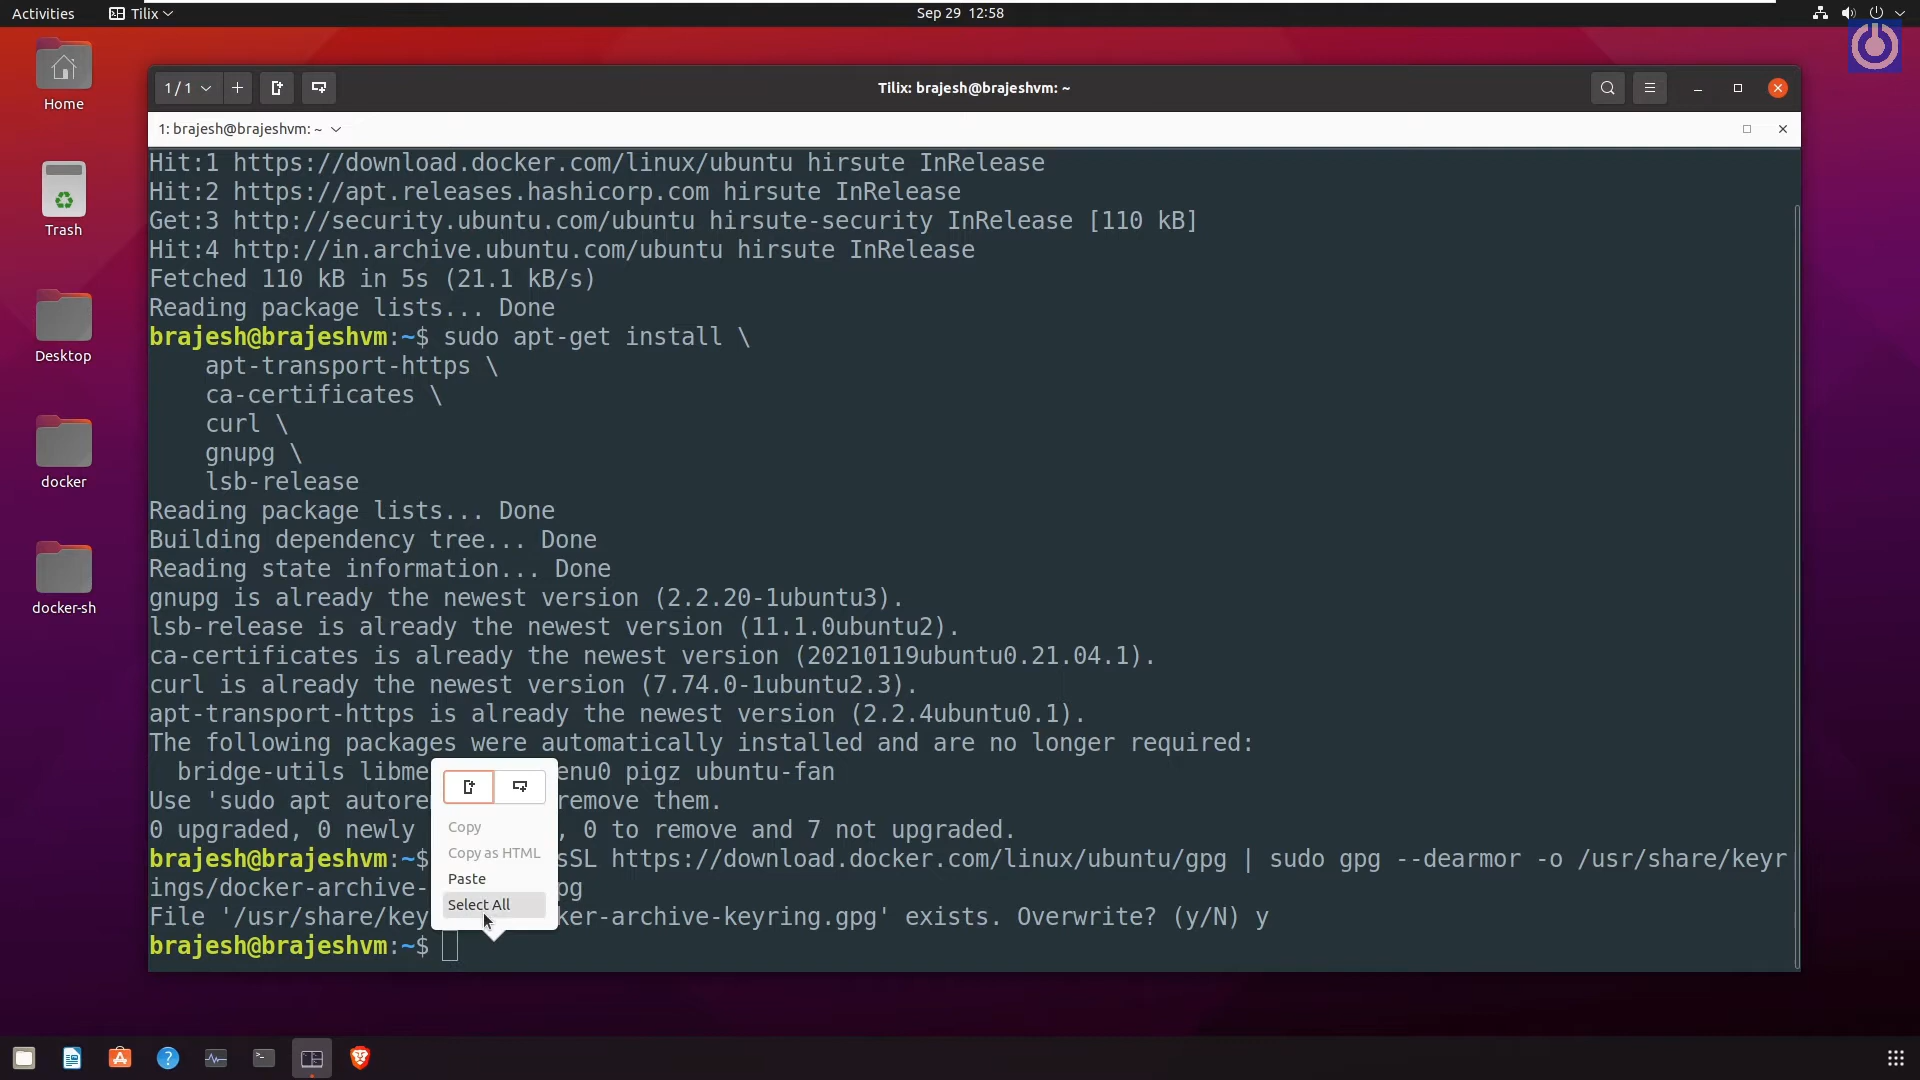 Activities
Tilix
Sep 29 12:58
Home
Trash
Desktop
docker
docker-sh
1 / 1
Tilix: brajesh@brajeshvm: ~
1: brajesh@brajeshvm: ~
Hit:1 https://download.docker.com/linux/ubuntu hirsute InRelease
Hit:2 https://apt.releases.hashicorp.com hirsute InRelease
Get:3 http://security.ubuntu.com/ubuntu hirsute-security InRelease [110 kB]
Hit:4 http://in.archive.ubuntu.com/ubuntu hirsute InRelease
Fetched 110 kB in 5s (21.1 kB/s)
Reading package lists... Done
brajesh@brajeshvm:~$ sudo apt-get install \
apt-transport-https \
ca-certificates \
curl \
gnupg \
lsb-release
Reading package lists... Done
Building dependency tree... Done
Reading state information... Done
gnupg is already the newest version (2.2.20-1ubuntu3).
lsb-release is already the newest version (11.1.0ubuntu2).
ca-certificates is already the newest version (20210119ubuntu0.21.04.1).
curl is already the newest version (7.74.0-1ubuntu2.3).
apt-transport-https is already the newest version (2.2.4ubuntu0.1).
The following packages were automatically installed and are no longer required:
bridge-utils libme enu0 pigz ubuntu-fan
Use 'sudo apt autore remove them.
0 upgraded, 0 newly , 0 to remove and 7 not upgraded.
brajesh@brajeshvm:~$ sSL https://download.docker.com/linux/ubuntu/gpg | sudo gpg --dearmor -o /usr/share/keyr
ings/docker-archive- pg
File '/usr/share/key ker-archive-keyring.gpg' exists. Overwrite? (y/N) y
brajesh@brajeshvm:~$
Copy
Copy as HTML
Paste
Select All